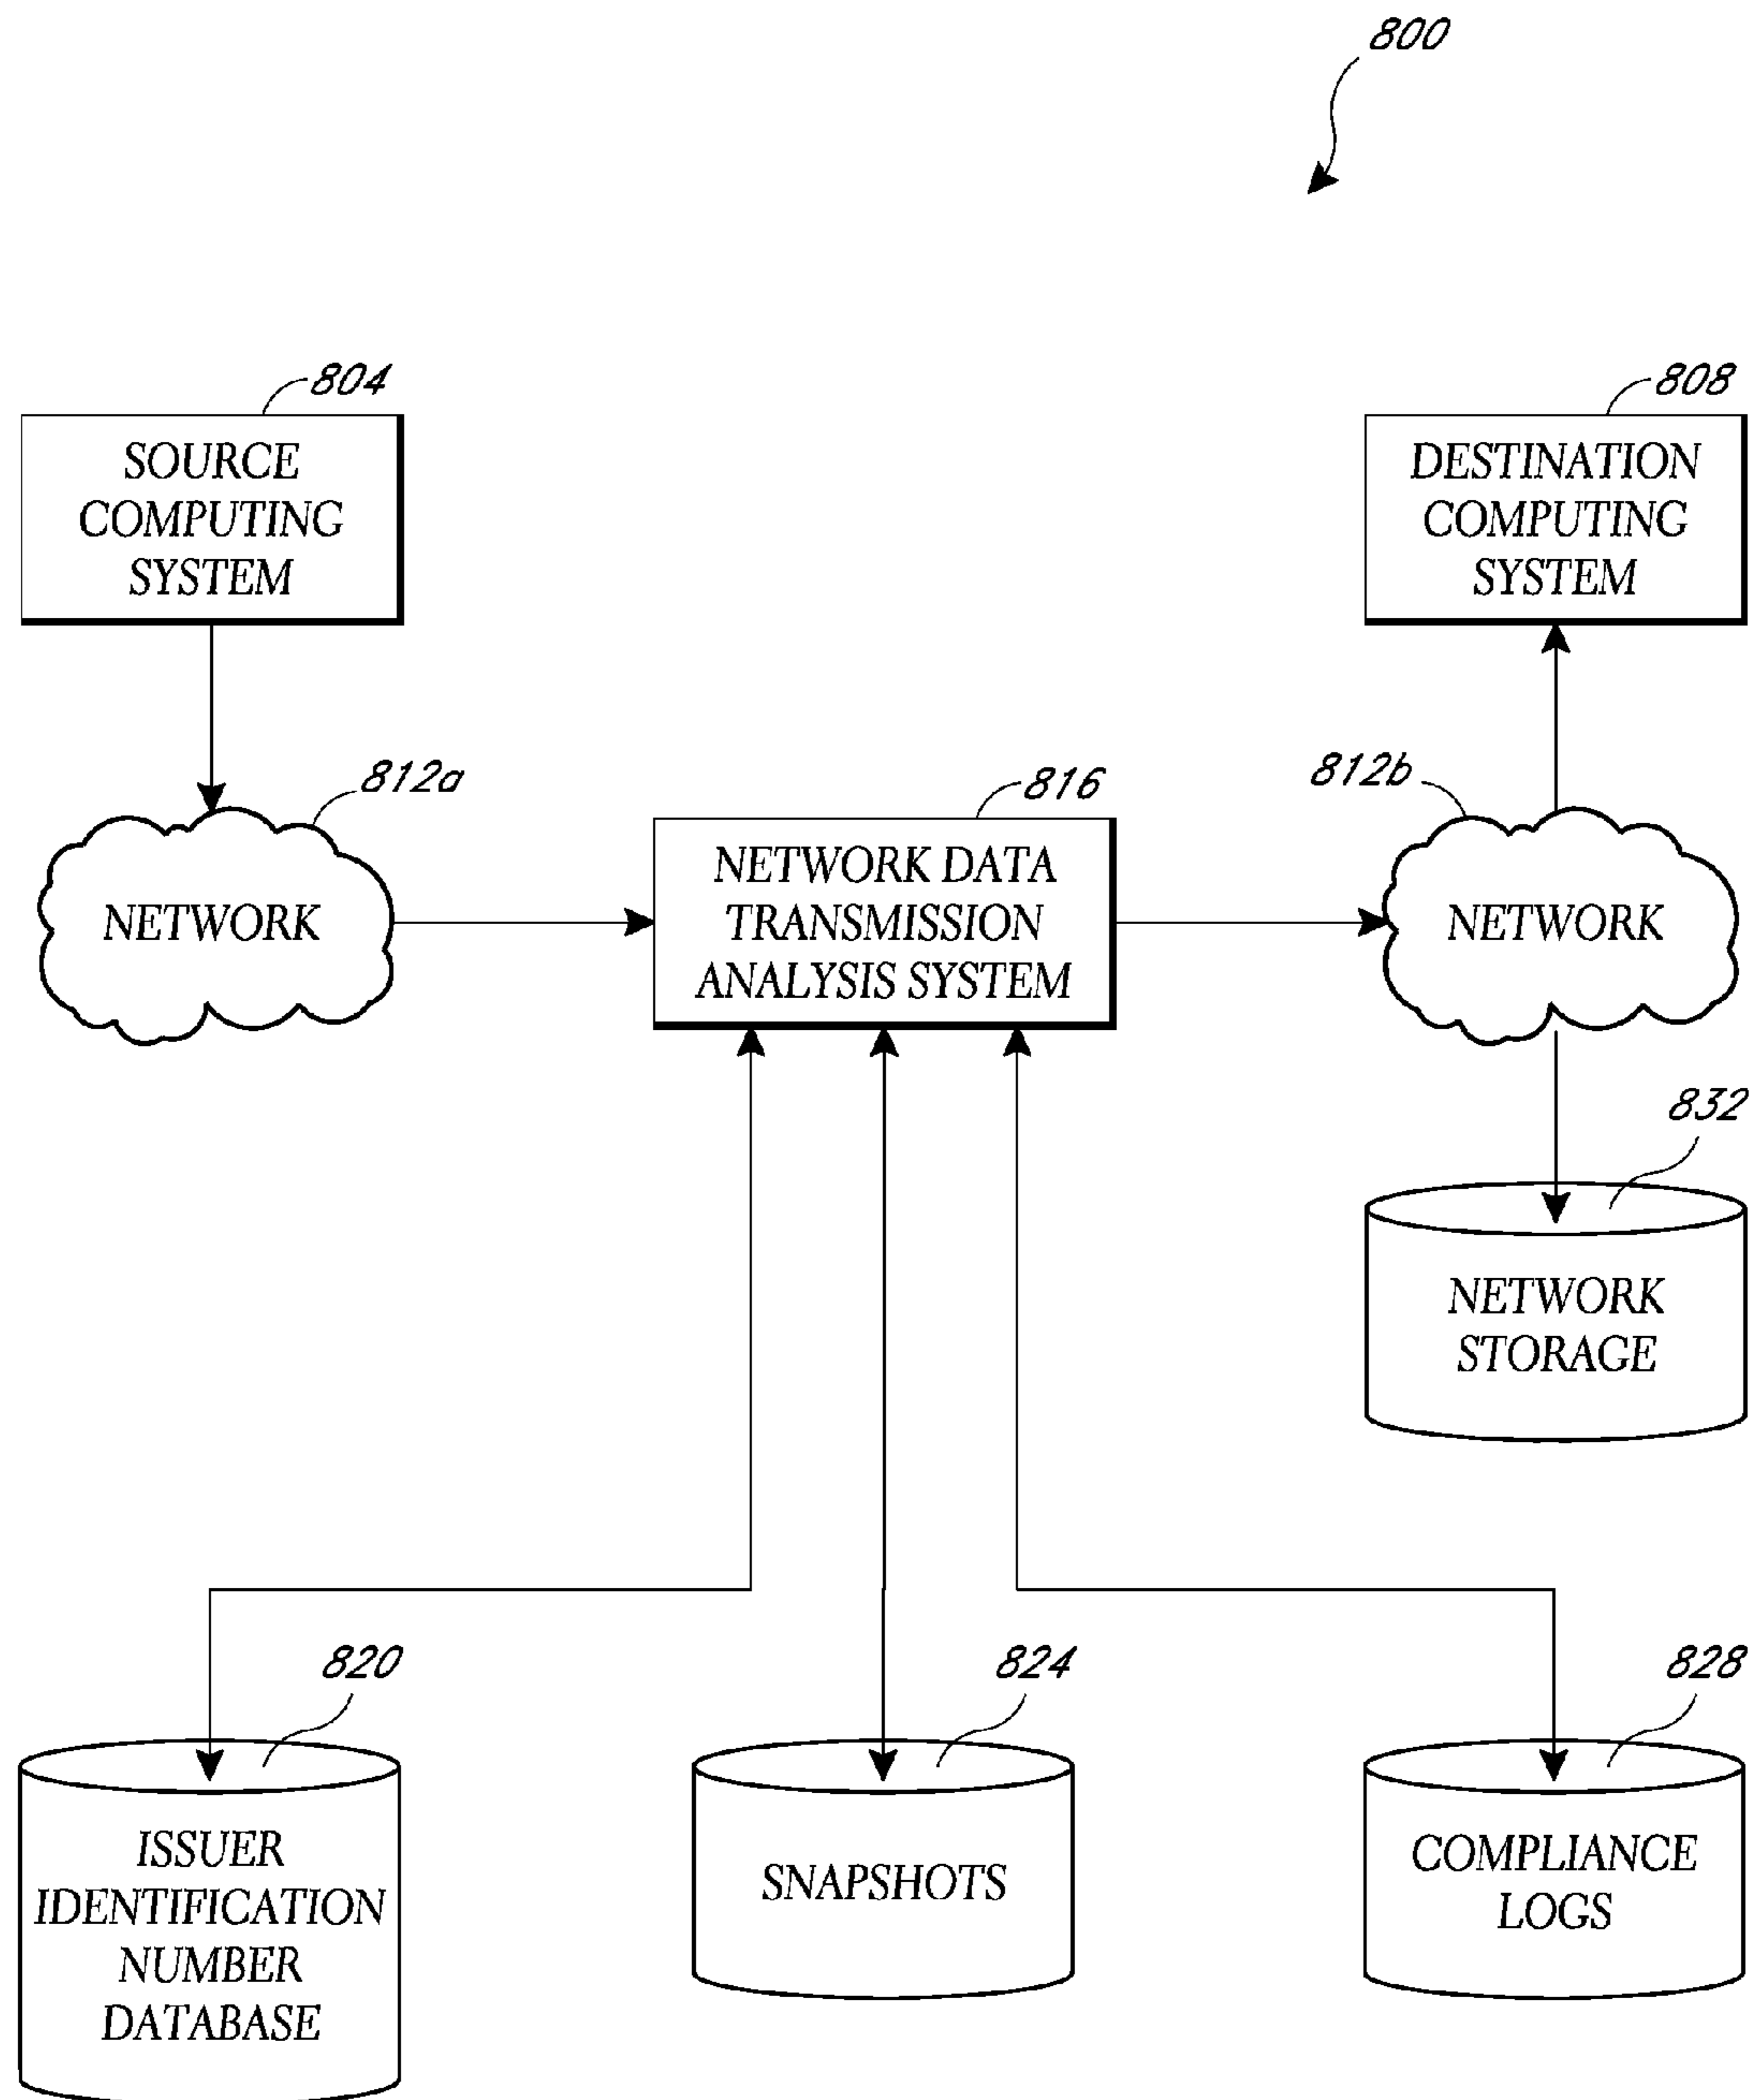 800
804
SOURCE
COMPUTING
SYSTEM
808
DESTINATION
COMPUTING
SYSTEM
812a
NETWORK
816
NETWORK DATA
TRANSMISSION
ANALYSIS SYSTEM
812b
NETWORK
832
NETWORK
STORAGE
820
ISSUER
IDENTIFICATION
NUMBER
DATABASE
824
SNAPSHOTS
828
COMPLIANCE
LOGS